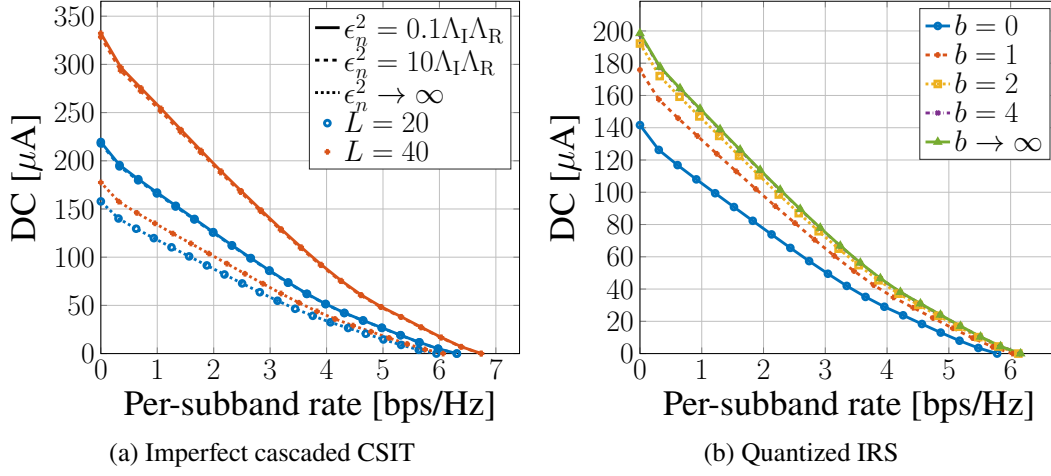 350
300
250
200
150
100
50
0
DC [μA]
0 1 2 3 4 5 6 7
Per-subband rate [bps/Hz]
ϵ_n^2 = 0.1Λ_IΛ_R
ϵ_n^2 = 10Λ_IΛ_R
ϵ_n^2 → ∞
L = 20
L = 40
(a) Imperfect cascaded CSIT
200
180
160
140
120
100
80
60
40
20
0
DC [μA]
0 1 2 3 4 5 6
Per-subband rate [bps/Hz]
b = 0
b = 1
b = 2
b = 4
b → ∞
(b) Quantized IRS